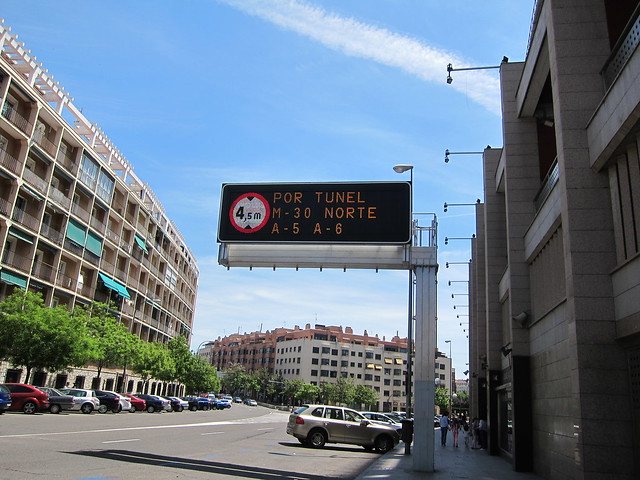 4,5m
POR TUNEL
M-30 NORTE
A-5 A-6